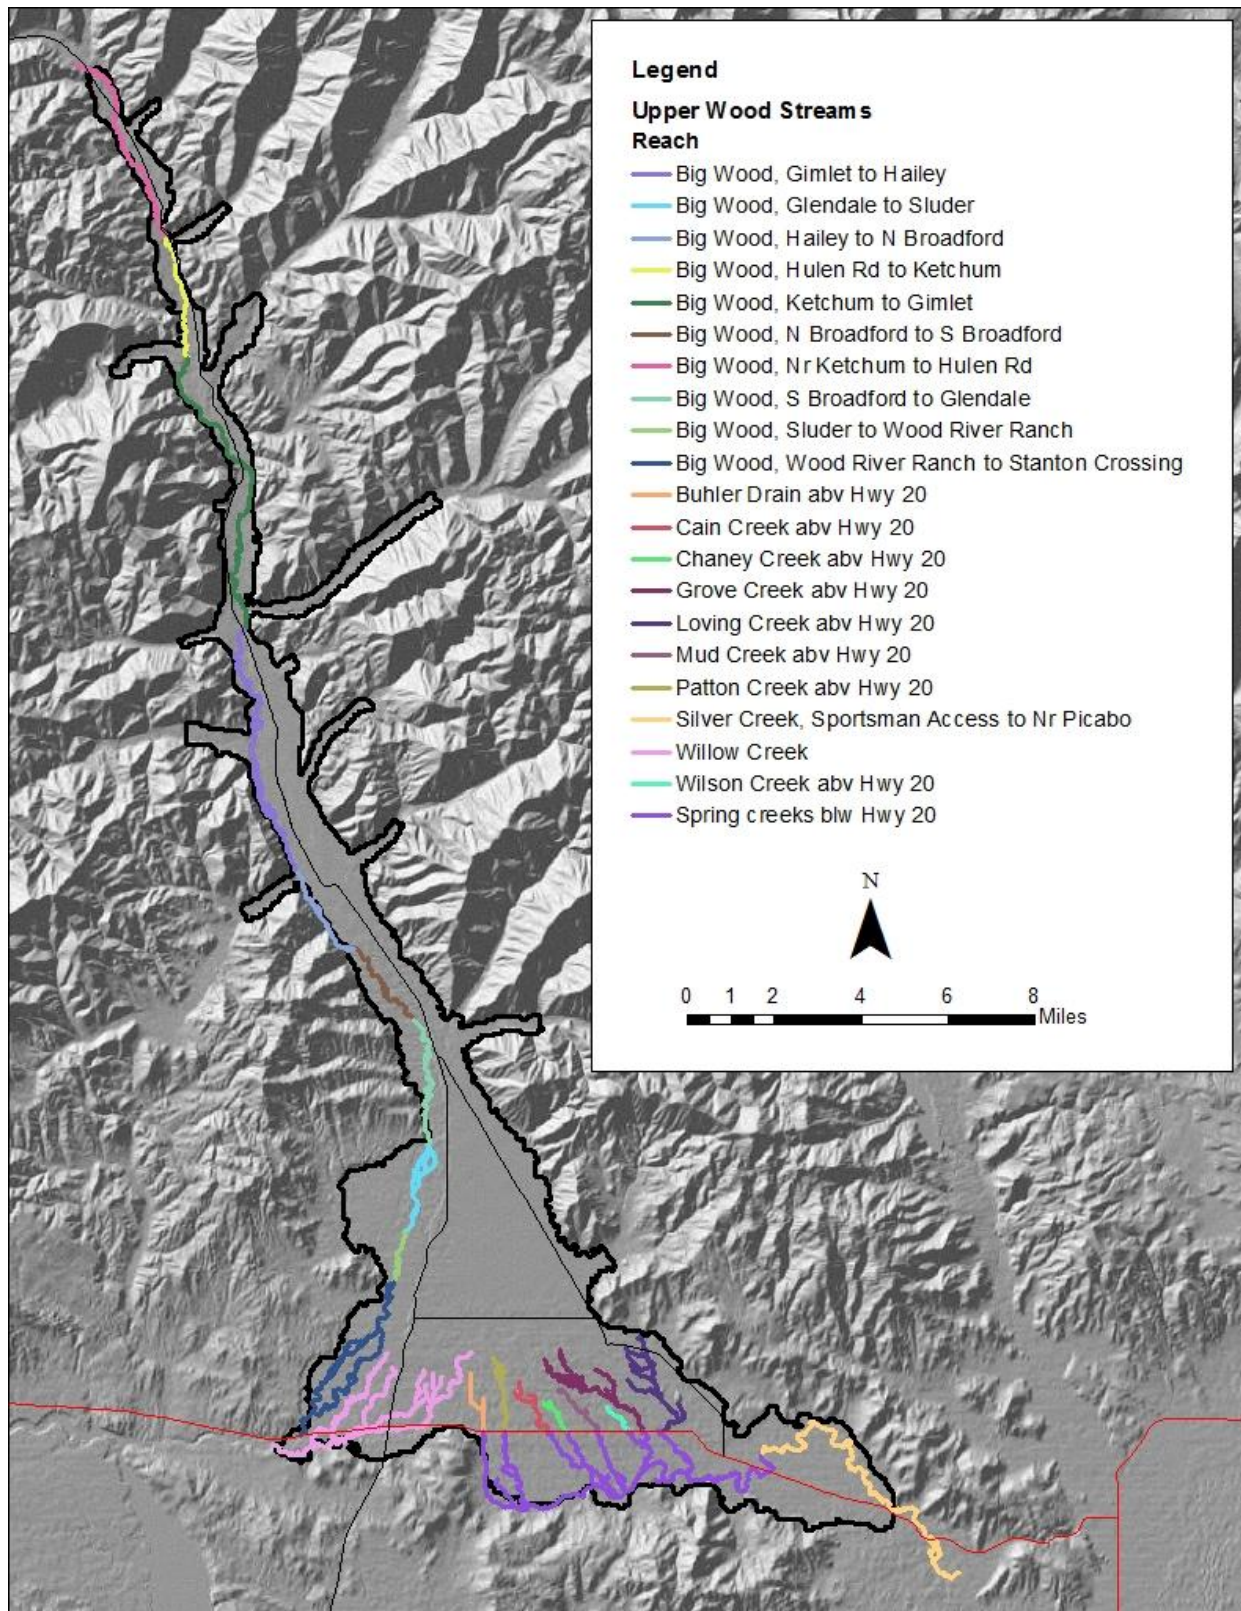 Legend
Upper Wood Streams
Reach
Big Wood, Gimlet to Hailey
Big Wood, Glendale to Sluder
Big Wood, Hailey to N Broadford
Big Wood, Hulen Rd to Ketchum
Big Wood, Ketchum to Gimlet
Big Wood, N Broadford to S Broadford
Big Wood, Nr Ketchum to Hulen Rd
Big Wood, S Broadford to Glendale
Big Wood, Sluder to Wood River Ranch
Big Wood, Wood River Ranch to Stanton Crossing
Buhler Drain abv Hwy 20
Cain Creek abv Hwy 20
Chaney Creek abv Hwy 20
Grove Creek abv Hwy 20
Loving Creek abv Hwy 20
Mud Creek abv Hwy 20
Patton Creek abv Hwy 20
Silver Creek, Sportsman Access to Nr Picabo
Willow Creek
Wilson Creek abv Hwy 20
Spring creeks blw Hwy 20
N
0 1 2 4 6 8
Miles